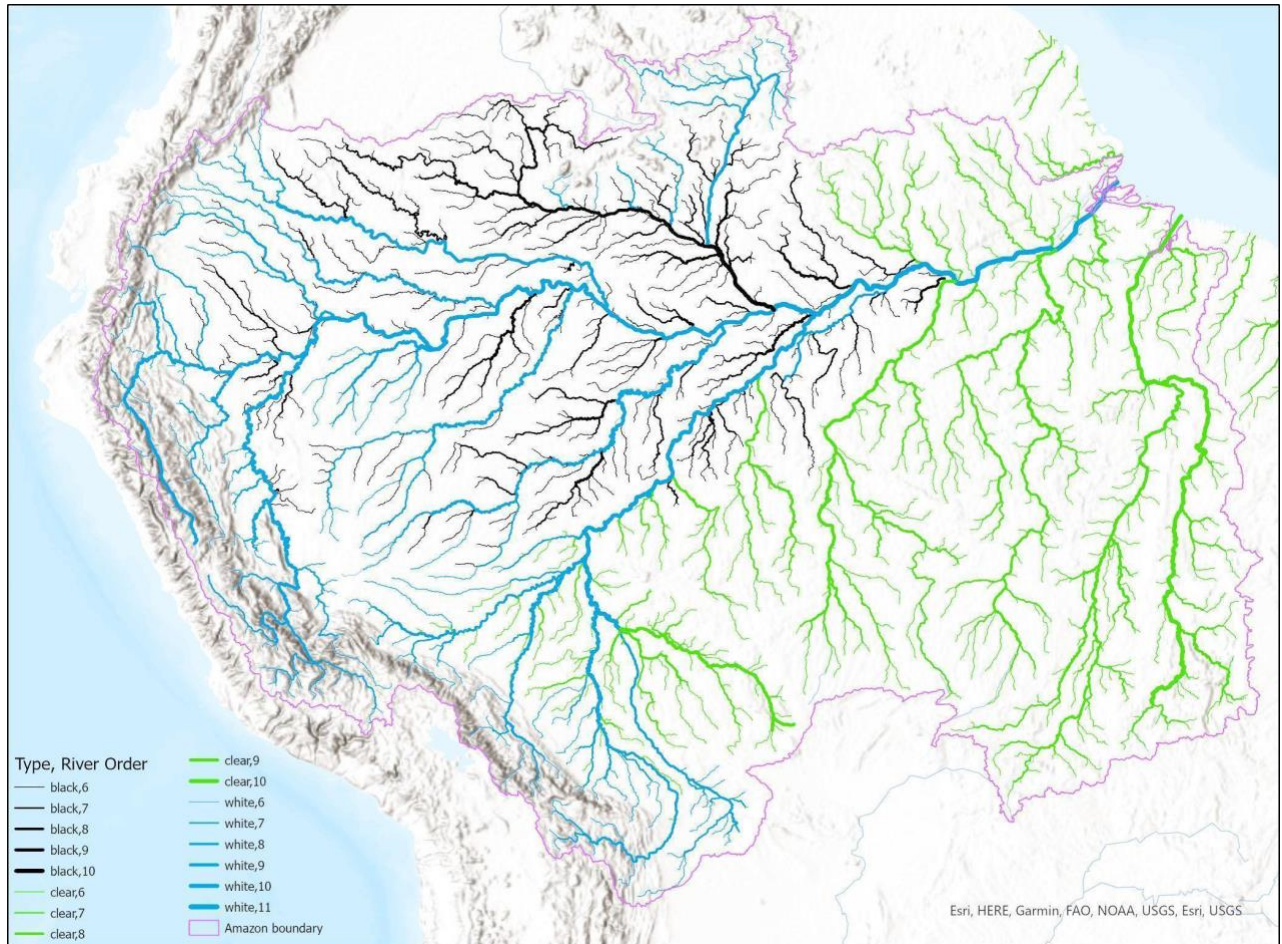 Type, River Order
black,6
black,7
black,8
black,9
black,10
clear,6
clear,7
clear,8
clear,9
clear,10
white,6
white,7
white,8
white,9
white,10
white,11
Amazon boundary
Esri, HERE, Garmin, FAO, NOAA, USGS, Esri, USGS